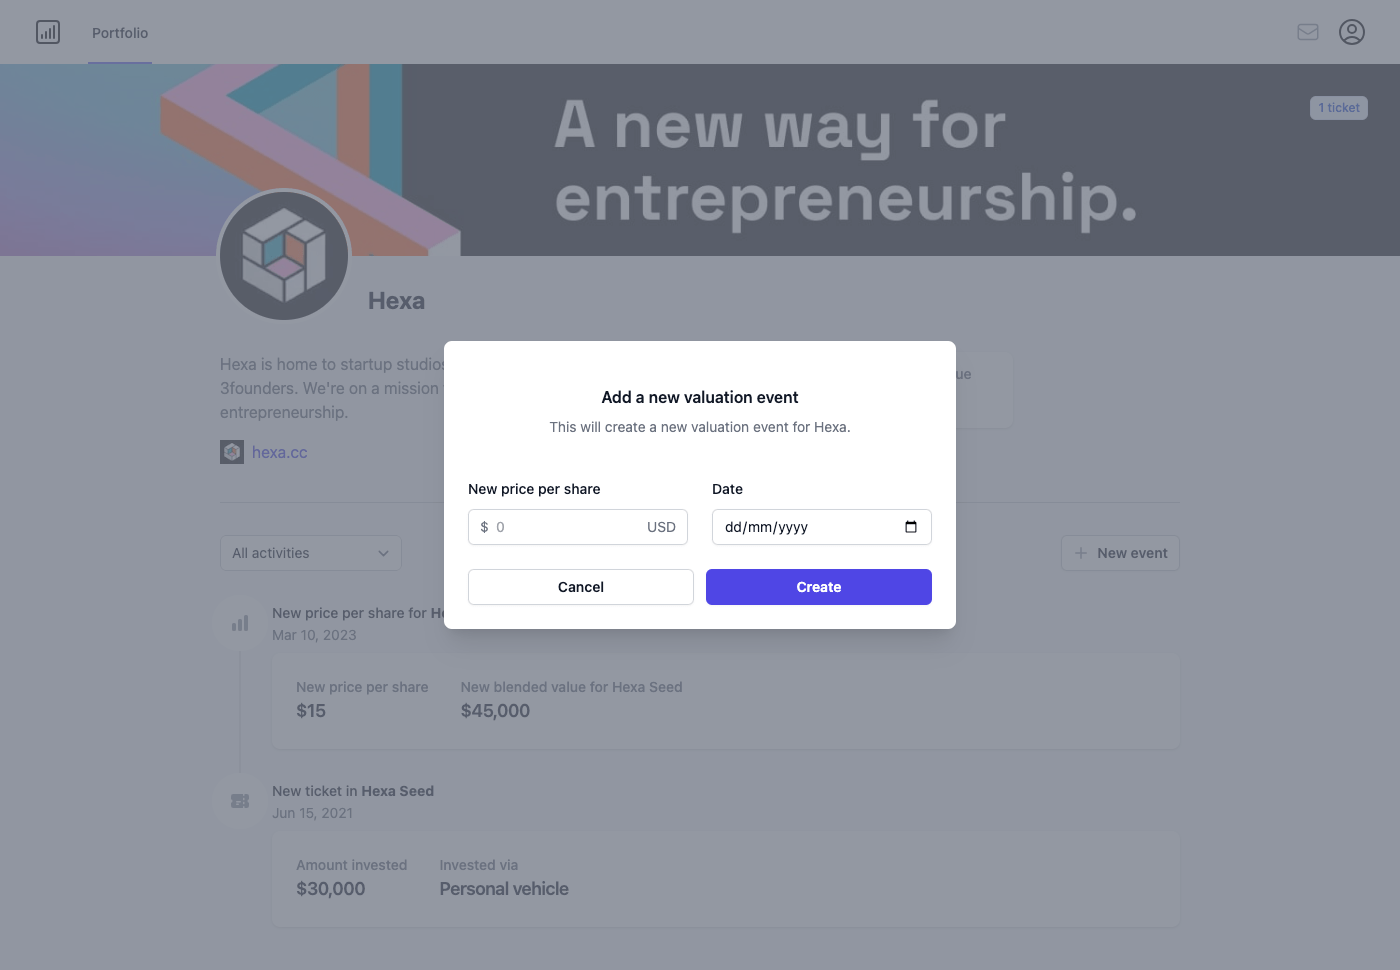 Portfolio
A new way for
entrepreneurship.
1 ticket
Hexa
Hexa is home to startup studios
3founders. We're on a mission
entrepreneurship.
hexa.cc
Add a new valuation event
This will create a new valuation event for Hexa.
New price per share
Date
$ 0 USD
dd/mm/yyyy
Cancel
Create
All activities
New event
New price per share for
Mar 10, 2023
New price per share
New blended value for Hexa Seed
$15
$45,000
New ticket in Hexa Seed
Jun 15, 2021
Amount invested
Invested via
$30,000
Personal vehicle